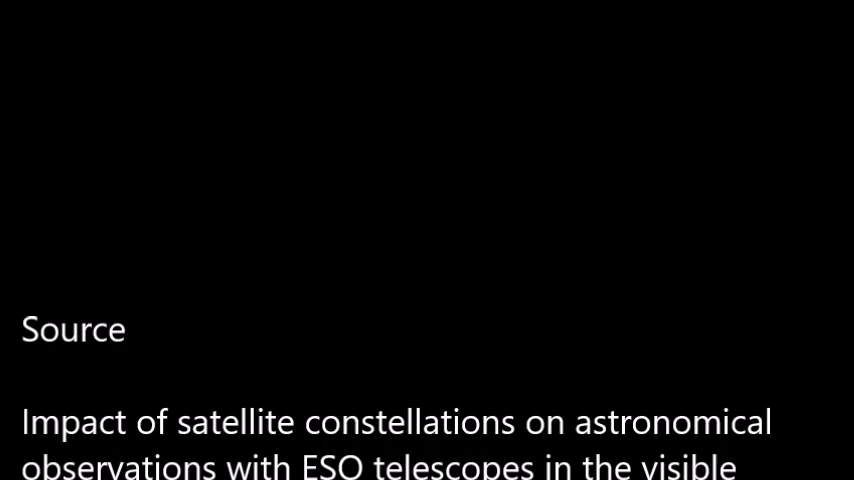 Source
Impact of satellite constellations on astronomical
observations with ESO telescopes in the visible